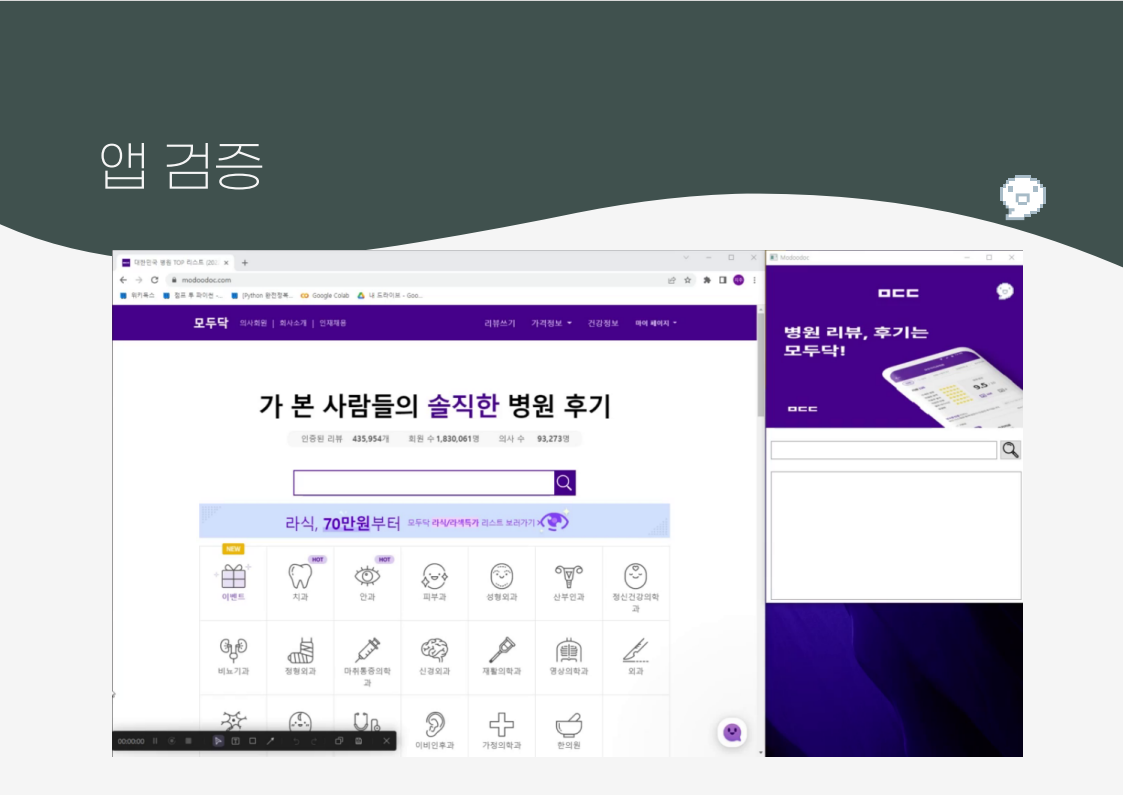 앱 검증
대한민국 병원 TOP 리스트 (202
modoodoc.com
위키독스 점프 투 파이썬 -... [Python 완전정복... Google Colab 내 드라이브 - Goo...
모두닥 의사회원 | 회사소개 | 인재채용 리뷰쓰기 가격정보 건강정보 마이 페이지
가 본 사람들의 솔직한 병원 후기
인증된 리뷰 435,954개 회원 수 1,830,061명 의사 수 93,273명
라식, 70만원부터 모두닥 라식/라섹특가 리스트 보러가기
NEW HOT HOT
이벤트 치과 안과 피부과 성형외과 산부인과 정신건강의학
과
비뇨기과 정형외과 마취통증의학 신경외과 재활의학과 영상의학과 외과
과
이비인후과 가정의학과 한의원
00:00:00
Modoodoc
ㅁㄷㄷ
병원 리뷰, 후기는
모두닥!
9.5
ㅁㄷㄷ